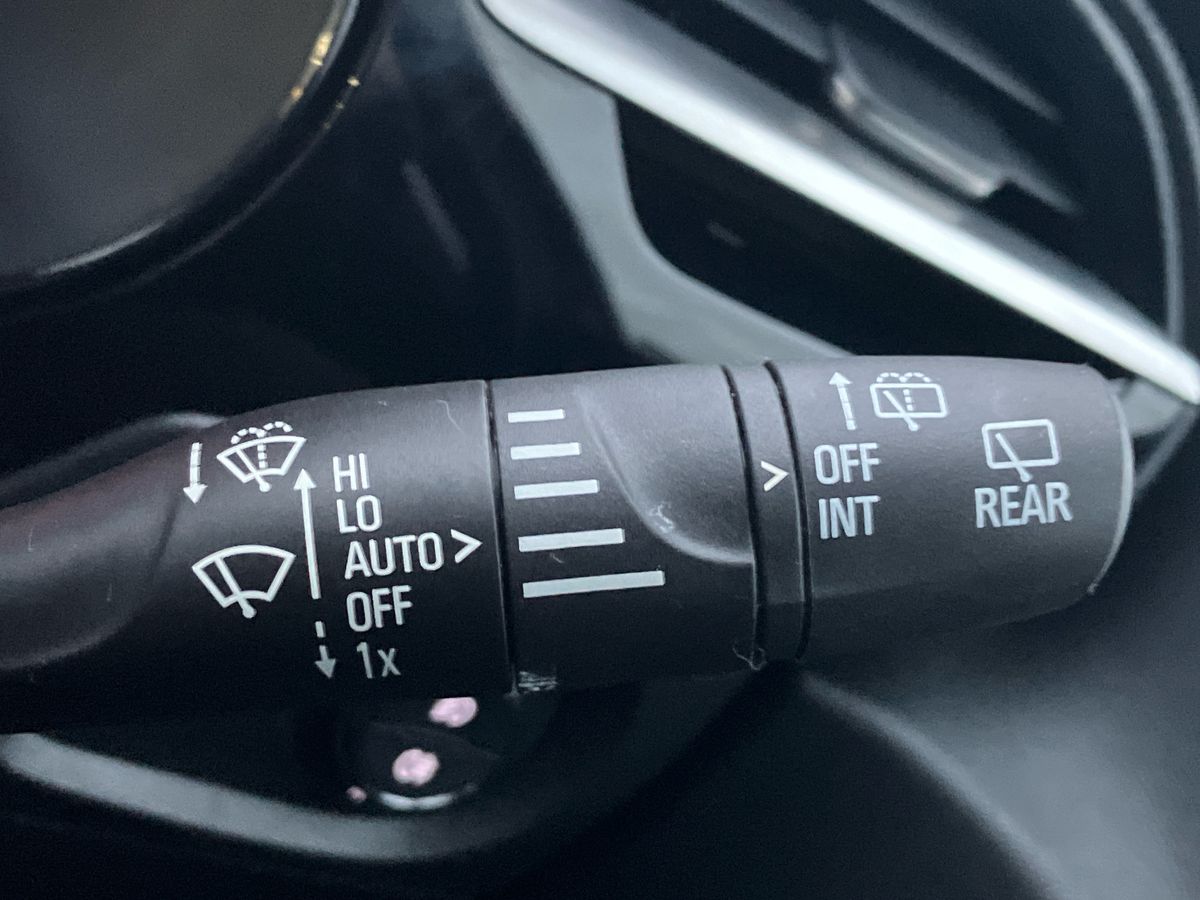 HI
LO
AUTO >
OFF
1x
>
OFF
INT
REAR